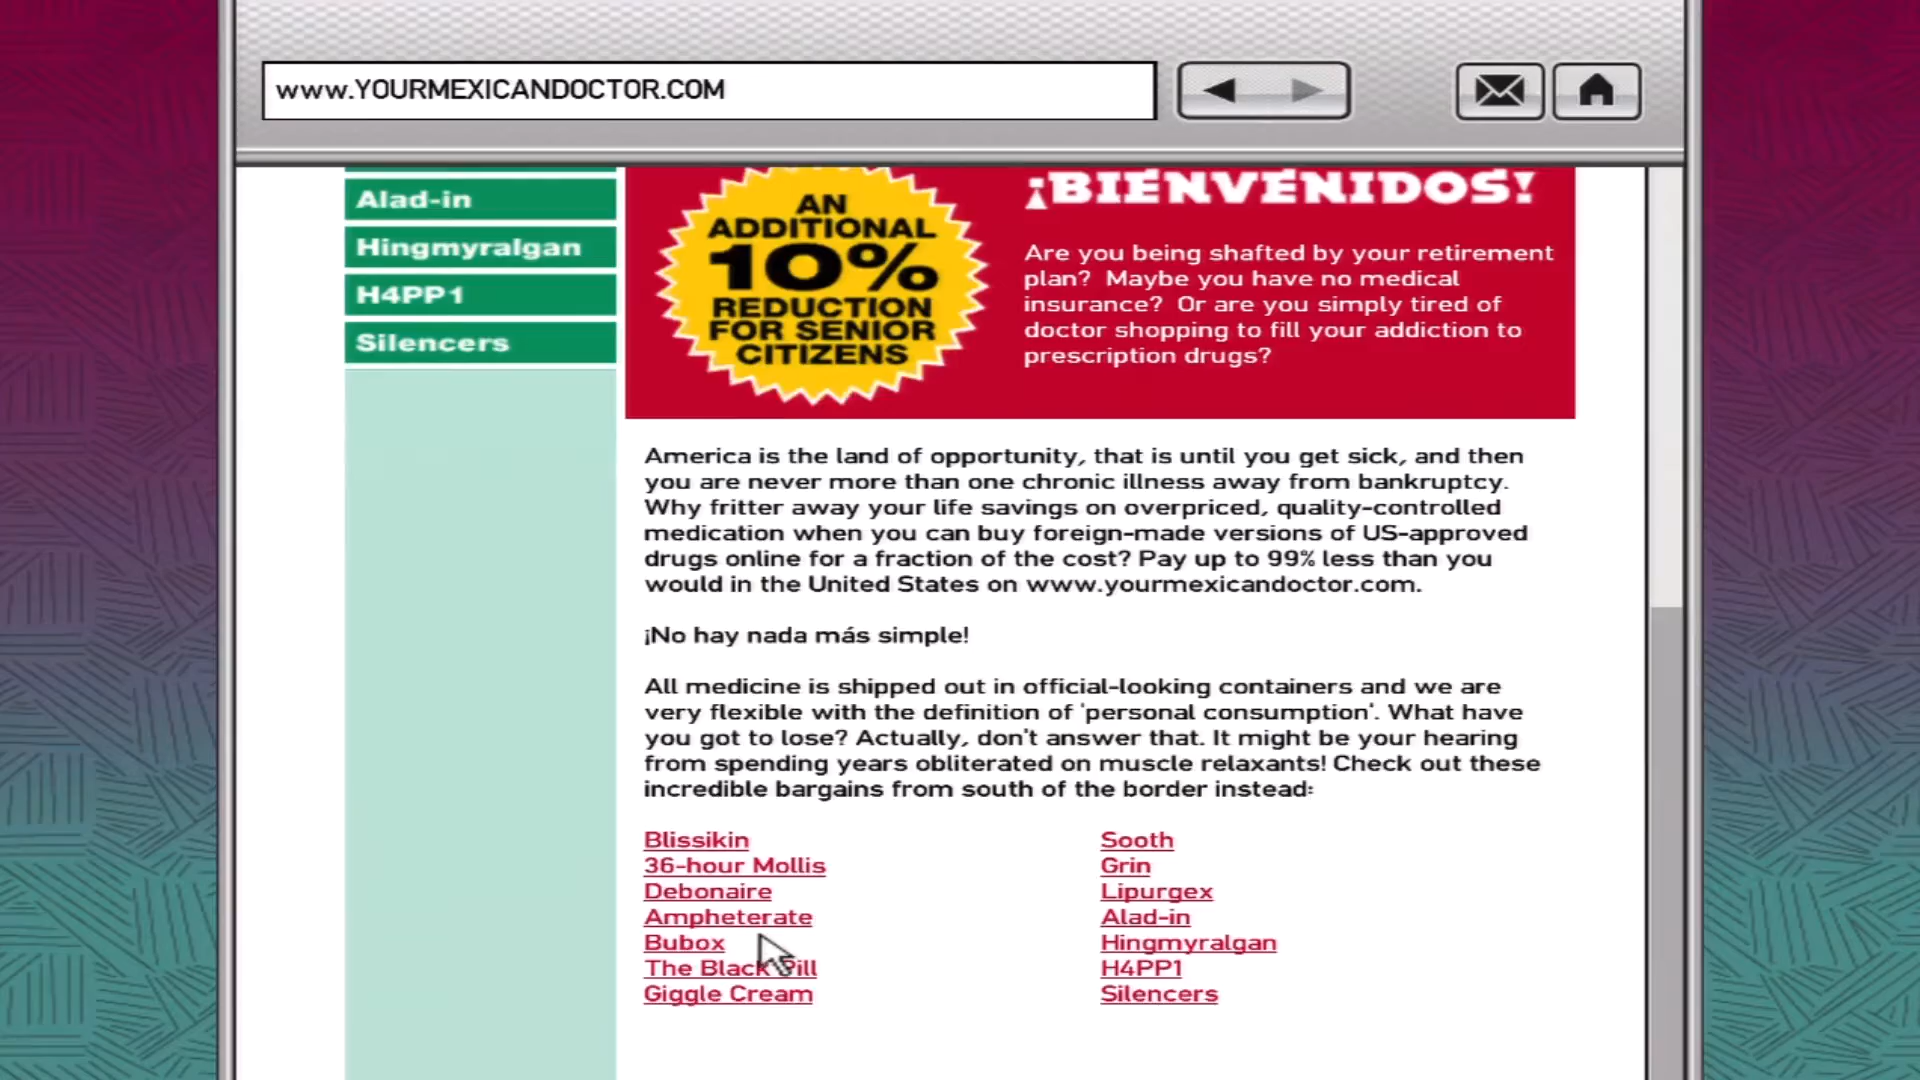 www.YOURMEXICANDOCTOR.COM
Alad-in
Hingmyralgan
H4PP1
Silencers
AN
ADDITIONAL
10%
REDUCTION
FOR SENIOR
CITIZENS
¡BIENVENIDOS!
Are you being shafted by your retirement
plan? Maybe you have no medical
insurance? Or are you simply tired of
doctor shopping to fill your addiction to
prescription drugs?
America is the land of opportunity, that is until you get sick, and then
you are never more than one chronic illness away from bankruptcy.
Why fritter away your life savings on overpriced, quality-controlled
medication when you can buy foreign-made versions of US-approved
drugs online for a fraction of the cost? Pay up to 99% less than you
would in the United States on www.yourmexicandoctor.com.
¡No hay nada más simple!
All medicine is shipped out in official-looking containers and we are
very flexible with the definition of 'personal consumption'. What have
you got to lose? Actually, don't answer that. It might be your hearing
from spending years obliterated on muscle relaxants! Check out these
incredible bargains from south of the border instead:
Blissikin
36-hour Mollis
Debonaire
Ampheterate
Bubox
The Black Pill
Giggle Cream
Sooth
Grin
Lipurgex
Alad-in
Hingmyralgan
H4PP1
Silencers